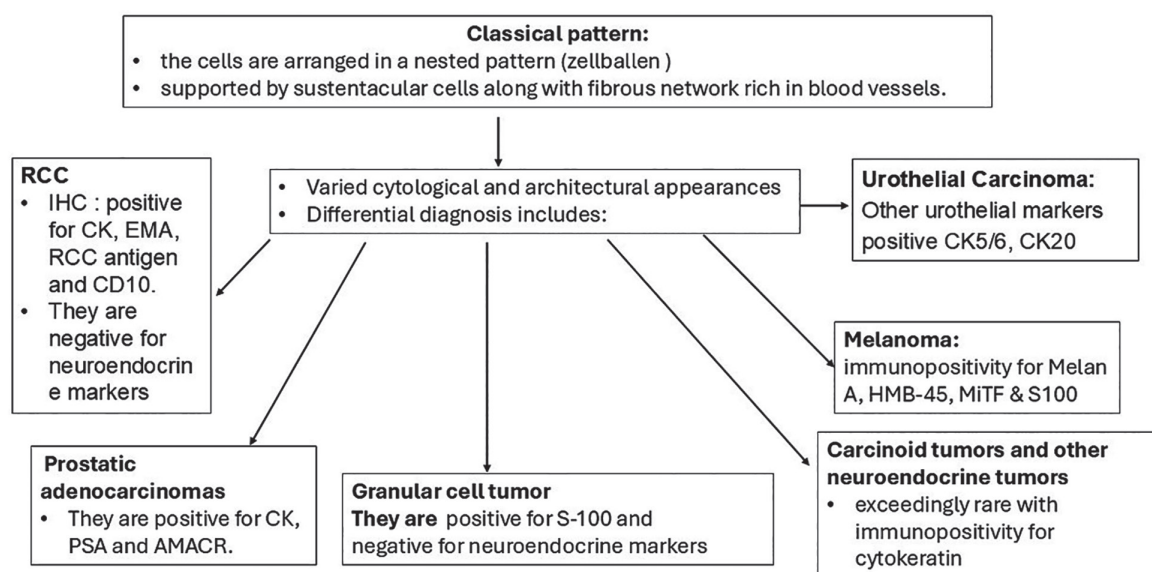 Classical pattern:
• the cells are arranged in a nested pattern (zellballen )
• supported by sustentacular cells along with fibrous network rich in blood vessels.
RCC
• IHC : positive
for CK, EMA,
RCC antigen
and CD10.
• They are
negative for
neuroendocrin
e markers
• Varied cytological and architectural appearances
• Differential diagnosis includes:
Urothelial Carcinoma:
Other urothelial markers
positive CK5/6, CK20
Melanoma:
immunopositivity for Melan
A, HMB-45, MiTF & S100
Prostatic
adenocarcinomas
• They are positive for CK,
PSA and AMACR.
Granular cell tumor
They are positive for S-100 and
negative for neuroendocrine markers
Carcinoid tumors and other
neuroendocrine tumors
• exceedingly rare with
immunopositivity for
cytokeratin